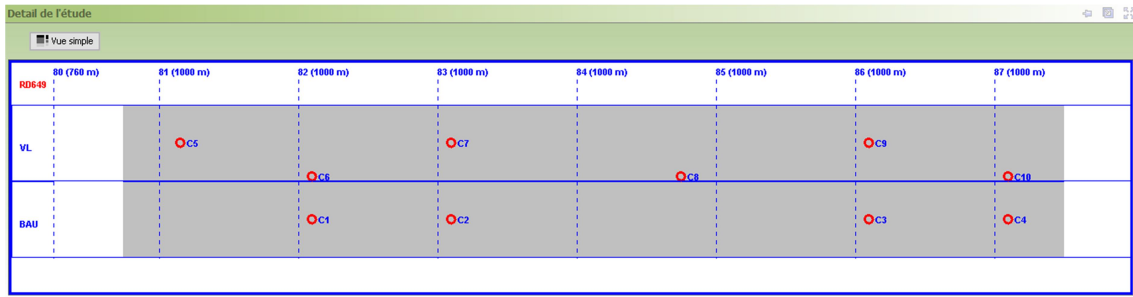 Detail de l'étude
Vue simple
80 (760 m) 81 (1000 m) 82 (1000 m) 83 (1000 m) 84 (1000 m) 85 (1000 m) 86 (1000 m) 87 (1000 m)
RD649
VL C5 C7 C9
C6 C8 C10
BAU C1 C2 C3 C4